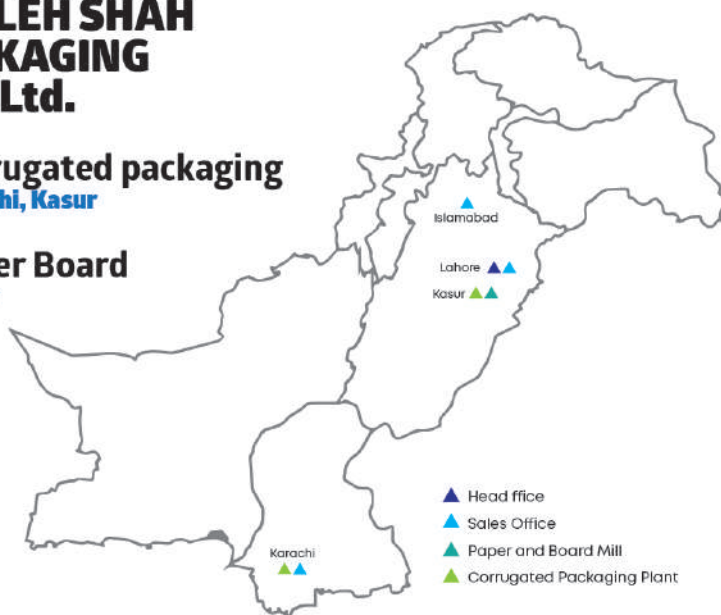 LEH SHAH
KAGING
Ltd.
rugated packaging
hi, Kasur
er Board
Islamabad
Lahore
Kasur
Karachi
Head ffice
Sales Office
Paper and Board Mill
Corrugated Packaging Plant